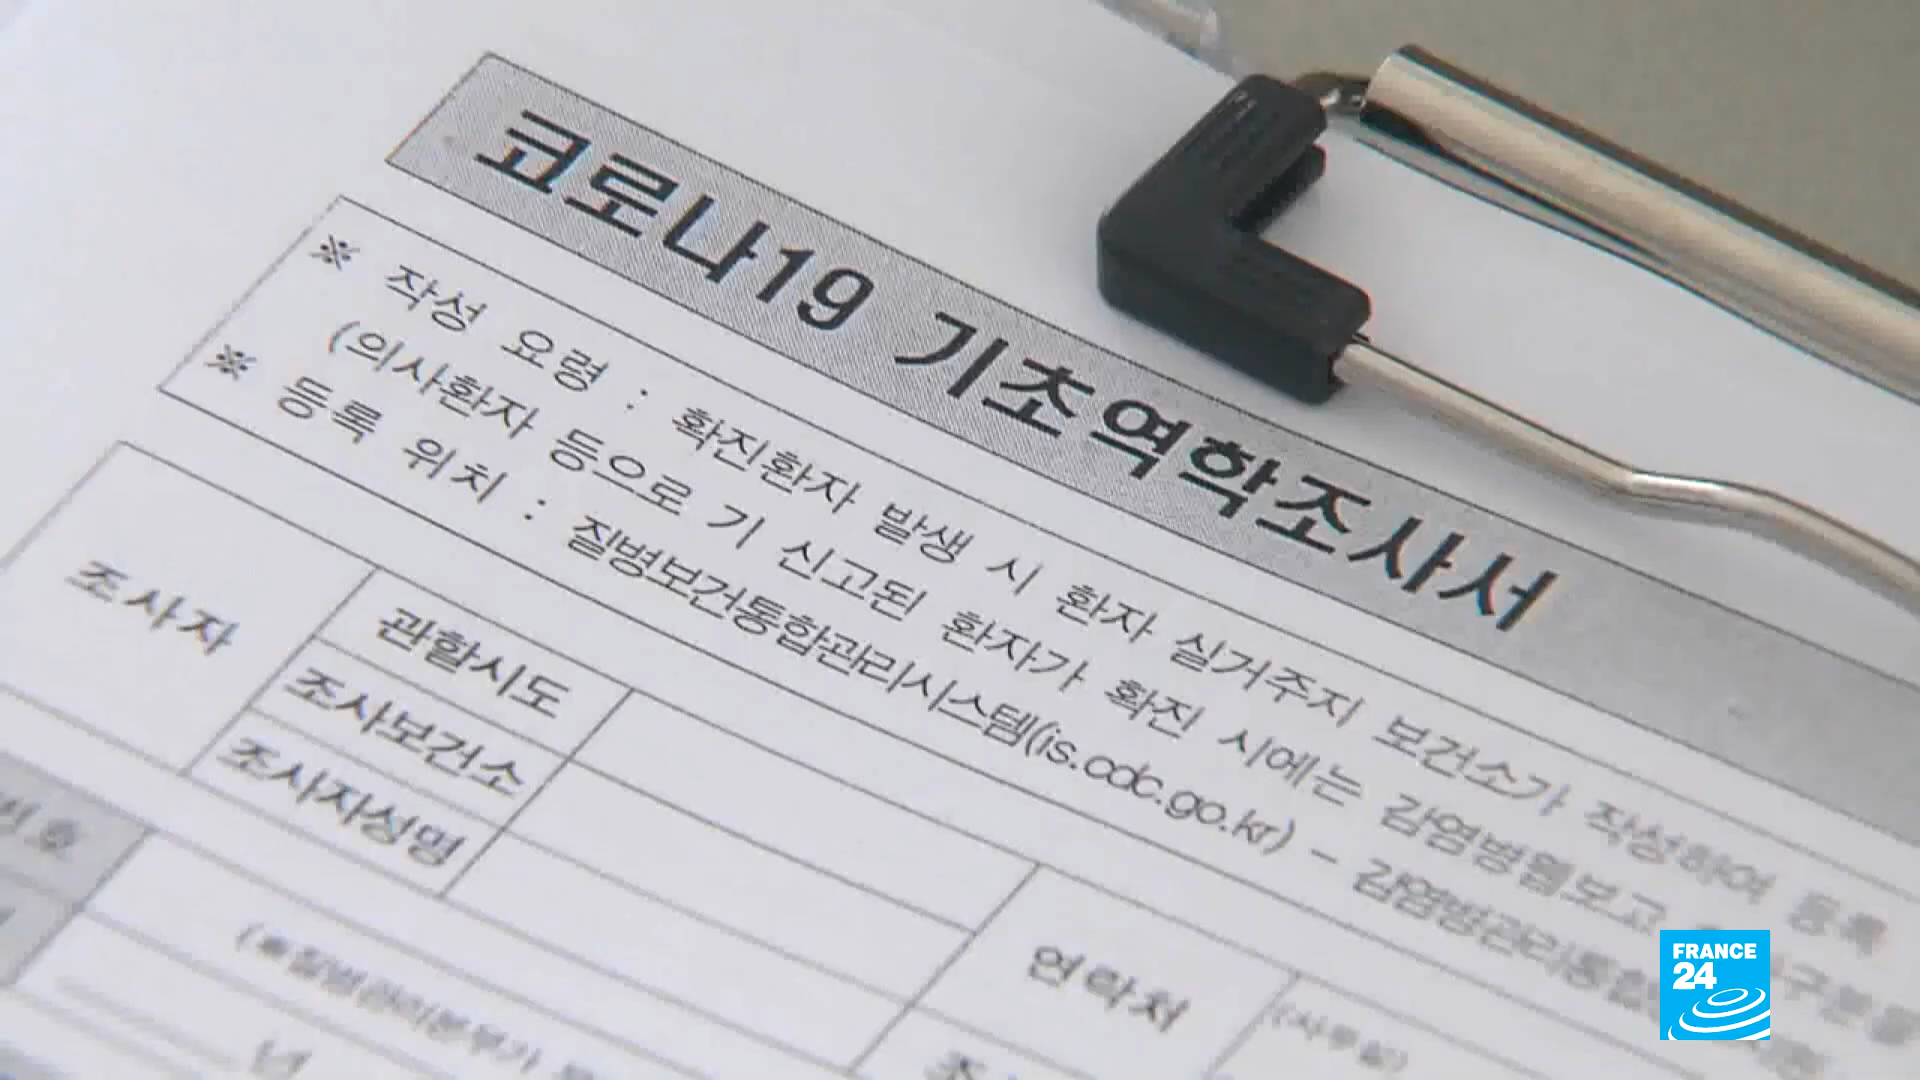 코로나19 기초역학조사서
※ 작성 요령 : 확진환자 발생 시 환자 실거주지 보건소가 작성하여 등록
(의사환자 등으로 기 신고된 환자가 확진 시에는 감염병웹보고
※ 등록 위치 : 질병보건통합관리시스템(is.cdc.go.kr) - 감염병관리통합
조사자
관할시도
조사보건소
조사자성명
연락처
번호
년
FRANCE
24